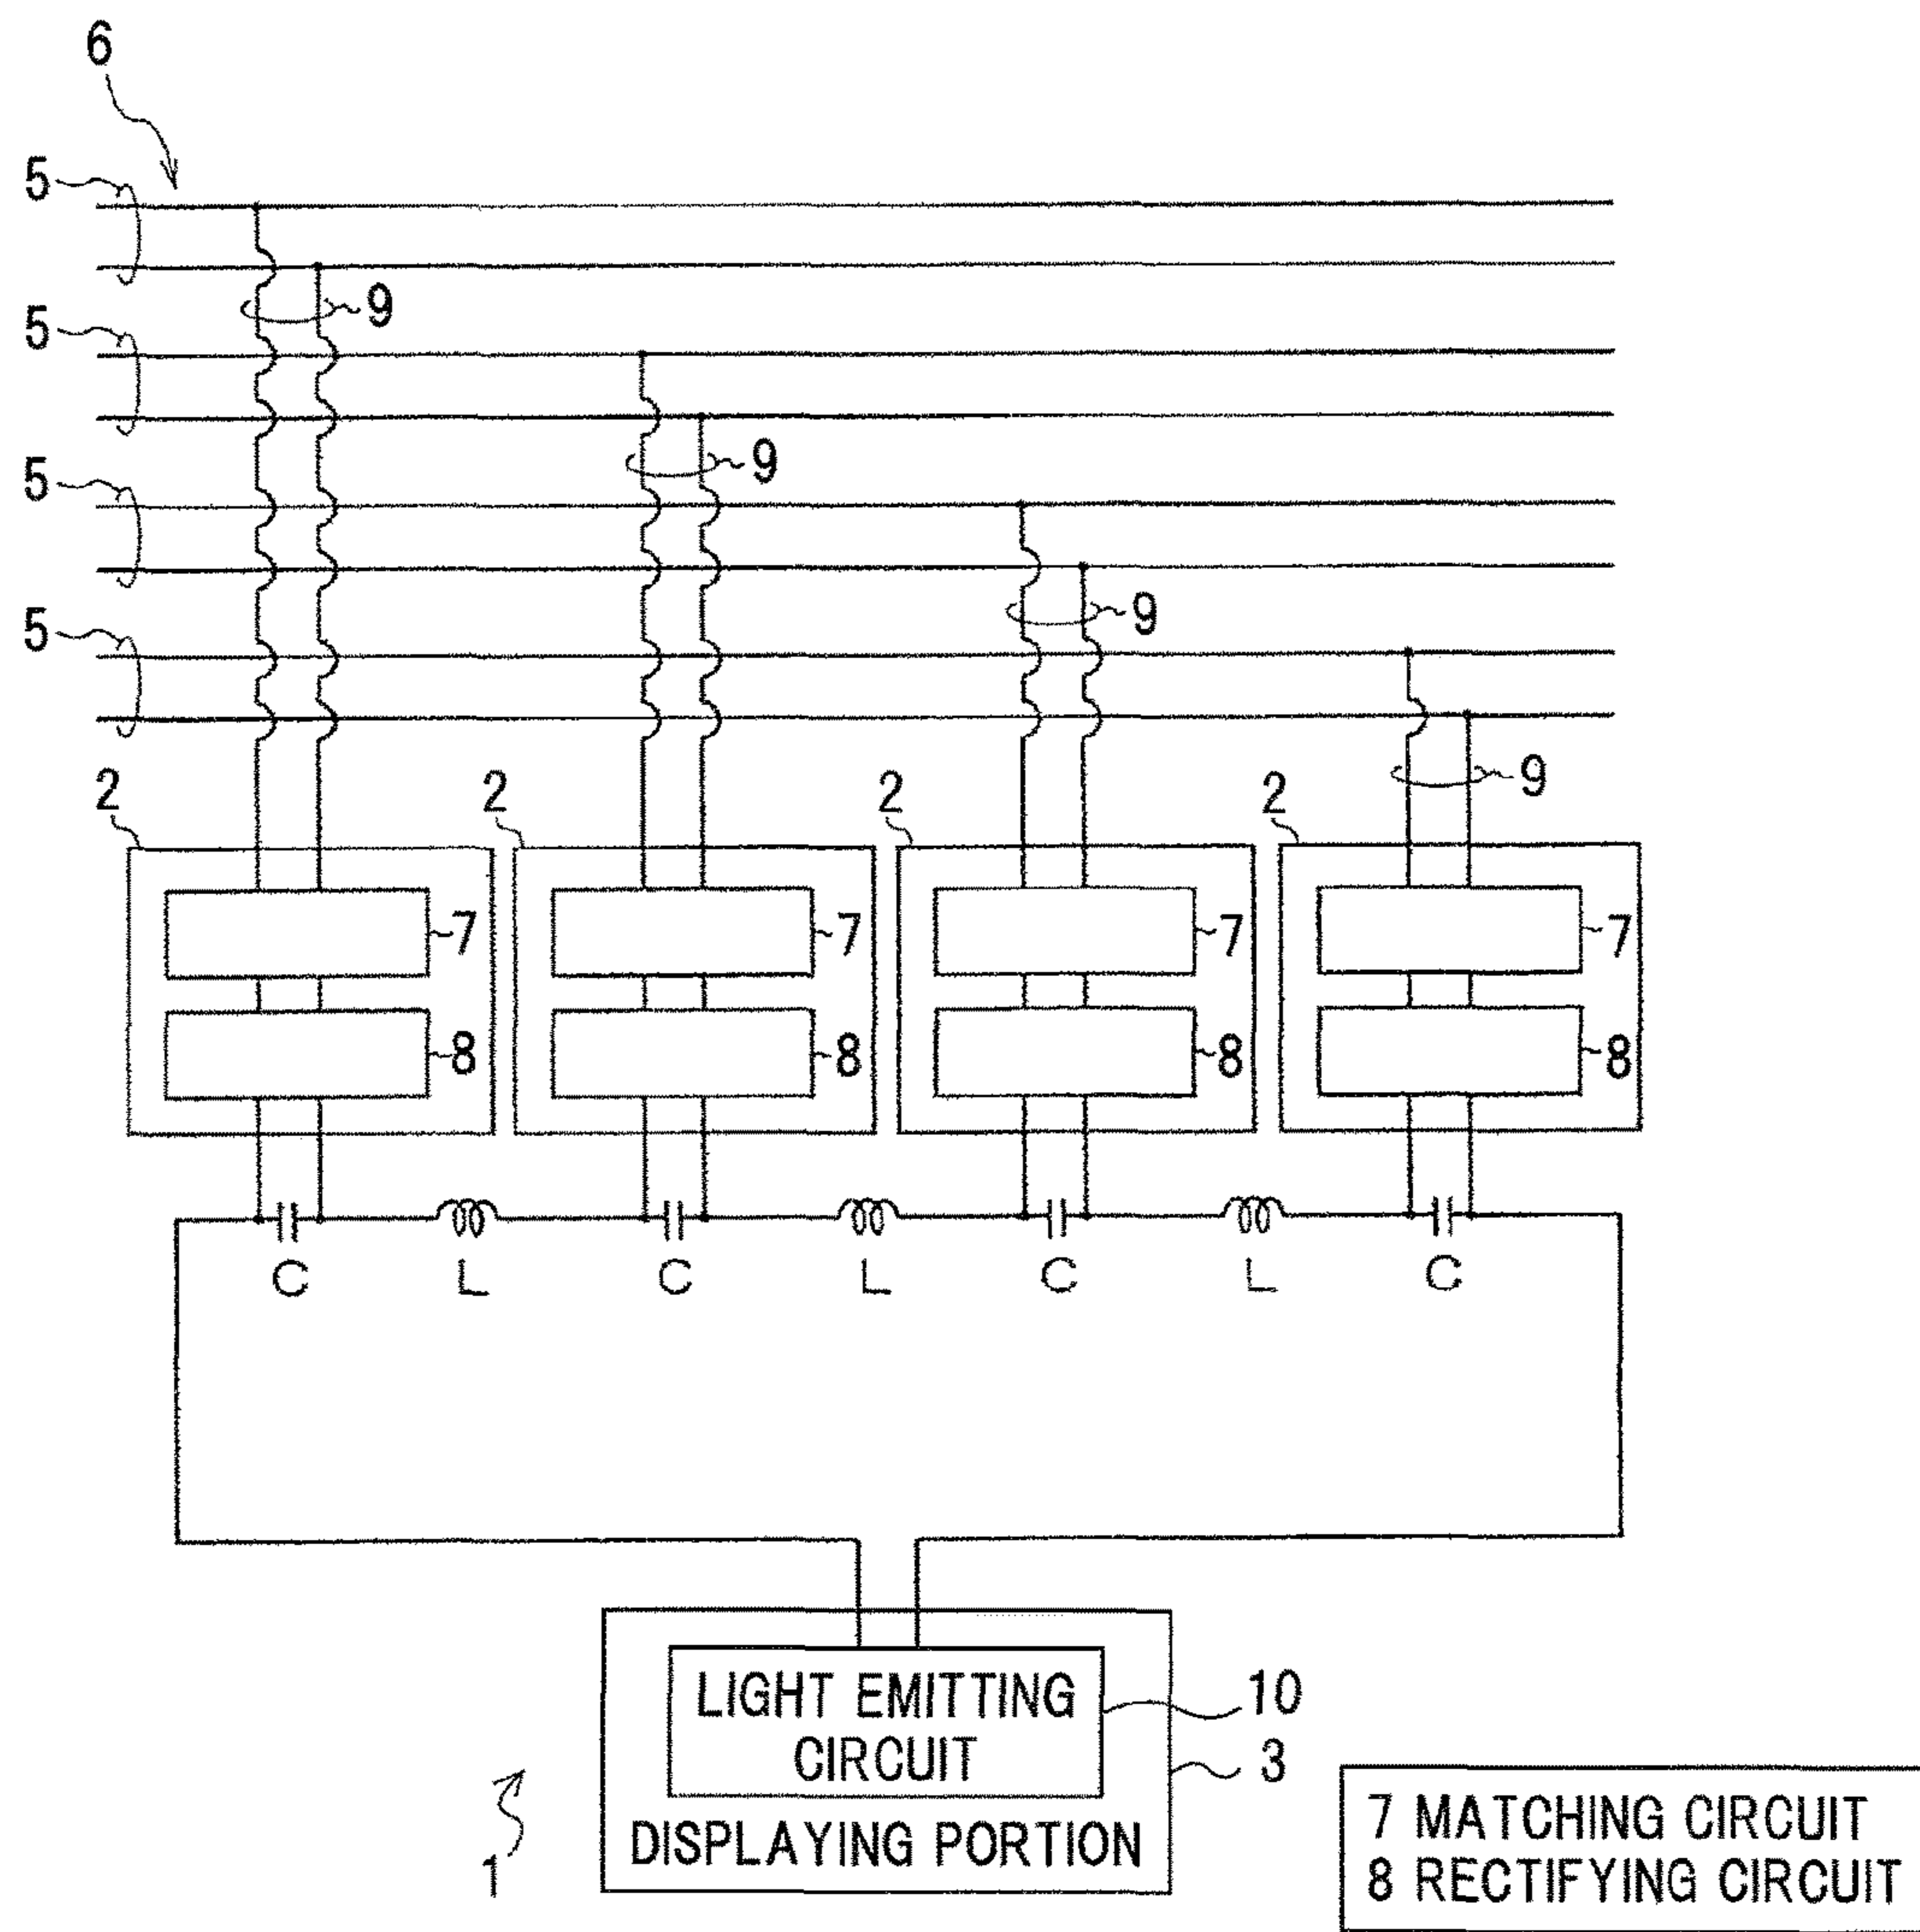 6
5
9
5
9
5
9
5
9
2 2 2 2
7 7 7 7
8 8 8 8
C L C L C L C
LIGHT EMITTING
CIRCUIT
10
3
DISPLAYING PORTION
1
7 MATCHING CIRCUIT
8 RECTIFYING CIRCUIT